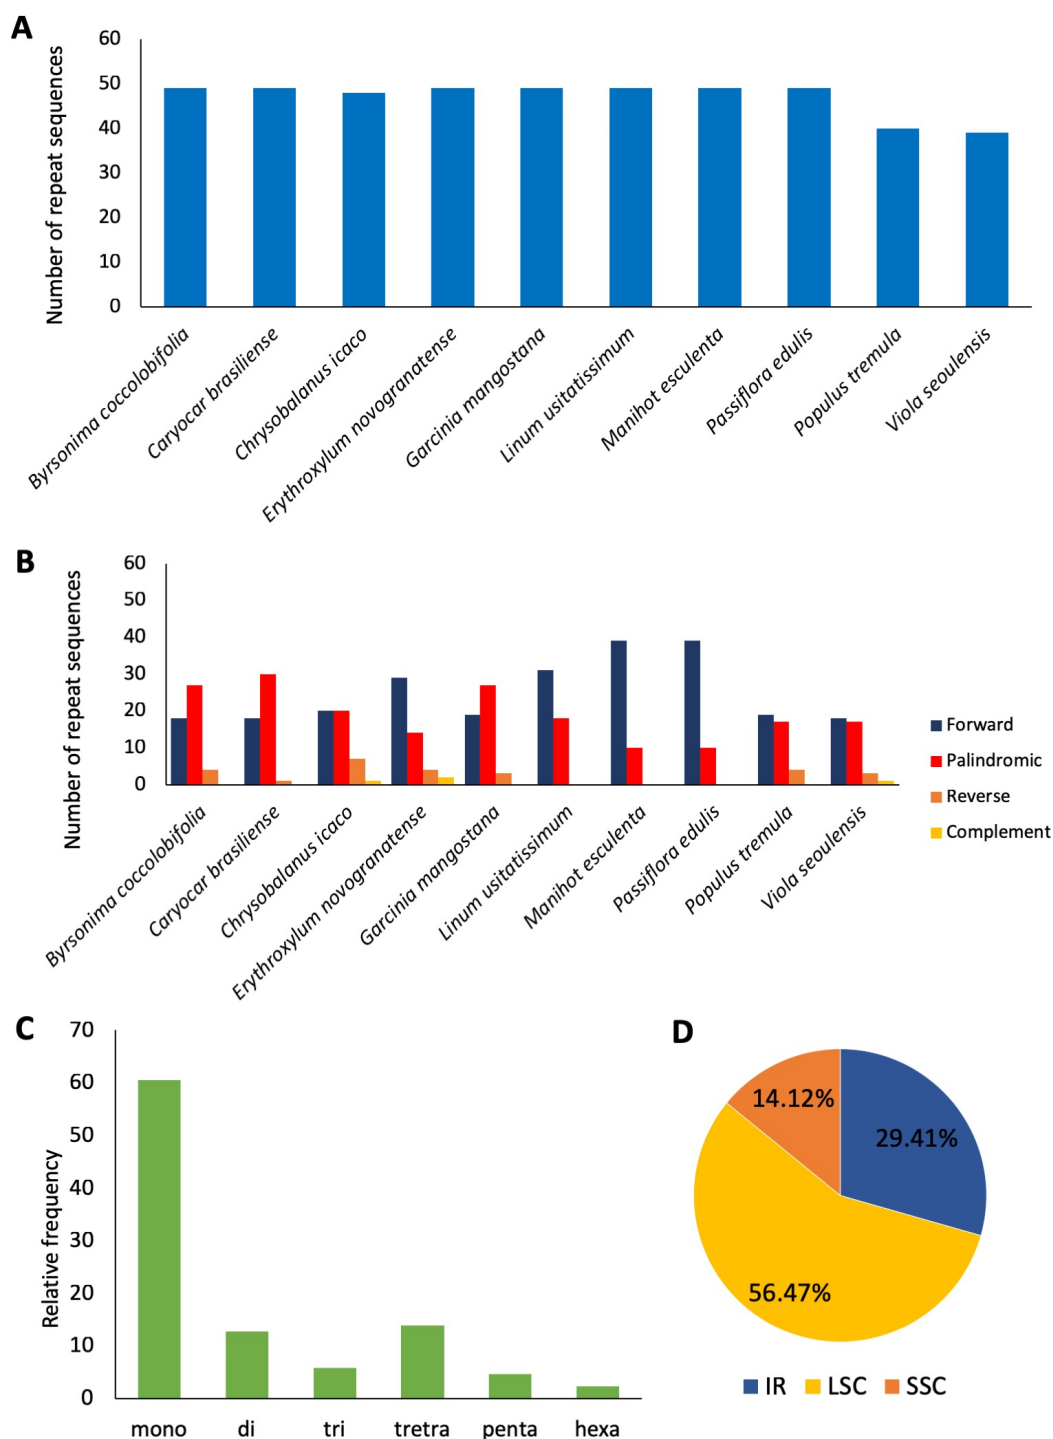 A
Number of repeat sequences
60
50
40
30
20
10
0
Byrsonima coccolobifolia
Caryocar brasiliense
Chrysobalanus icaco
Erythroxylum novogranatense
Garcinia mangostana
Linum usitatissimum
Manihot esculenta
Passiflora edulis
Populus tremula
Viola seoulensis
B
Number of repeat sequences
60
50
40
30
20
10
0
Byrsonima coccolobifolia
Caryocar brasiliense
Chrysobalanus icaco
Erythroxylum novogranatense
Garcinia mangostana
Linum usitatissimum
Manihot esculenta
Passiflora edulis
Populus tremula
Viola seoulensis
Forward
Palindromic
Reverse
Complement
C
Relative frequency
70
60
50
40
30
20
10
0
mono di tri tretra penta hexa
D
14.12%
29.41%
56.47%
IR LSC SSC